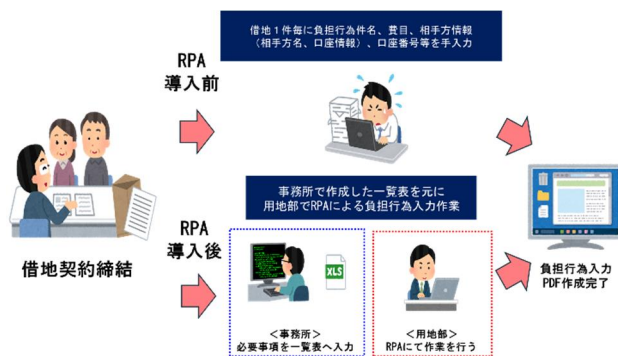 借地１件毎に負担行為件名、費目、相手方情報
（相手方名、口座情報）、口座番号等を手入力
RPA
導入前
事務所で作成した一覧表を元に
用地部でRPAによる負担行為入力作業
RPA
導入後
借地契約締結
XLS
＜事務所＞
必要事項を一覧表へ入力
＜用地部＞
RPAにて作業を行う
負担行為入力
PDF作成完了